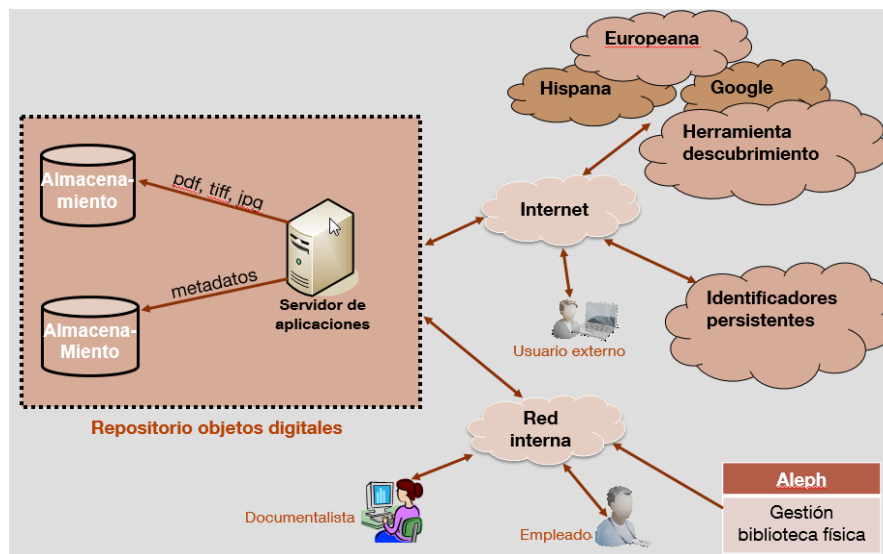 Europeana
Hispana
Google
Herramienta
descubrimiento
Almacena-
miento
pdf, tiff, jpg
Internet
metadatos
Servidor de
aplicaciones
Almacena-
Miento
Identificadores
persistentes
Usuario externo
Repositorio objetos digitales
Red
interna
Aleph
Gestión
biblioteca física
Documentalista
Empleado